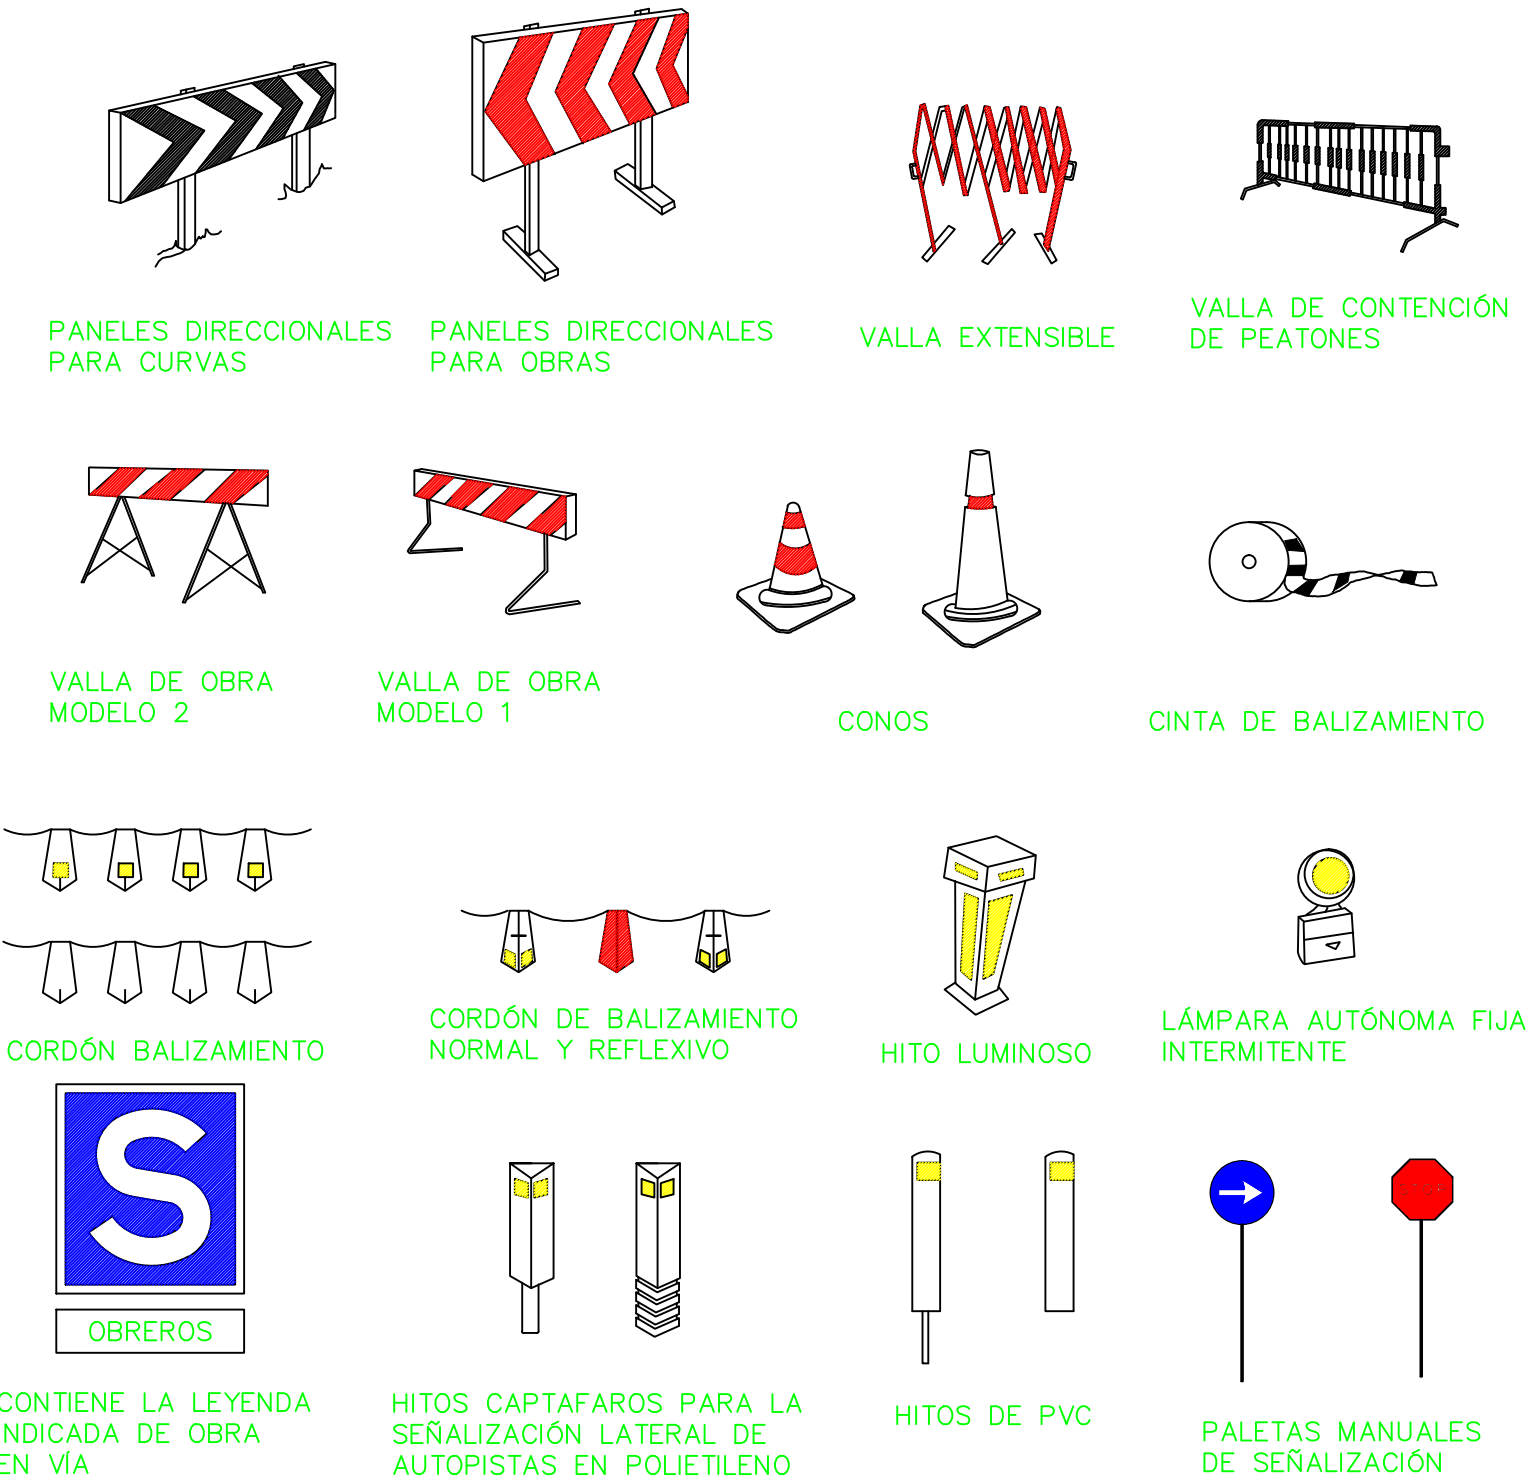 PANELES DIRECCIONALES
PARA CURVAS
PANELES DIRECCIONALES
PARA OBRAS
VALLA EXTENSIBLE
VALLA DE CONTENCIÓN
DE PEATONES
VALLA DE OBRA
MODELO 2
VALLA DE OBRA
MODELO 1
CONOS
CINTA DE BALIZAMIENTO
CORDÓN BALIZAMIENTO
CORDÓN DE BALIZAMIENTO
NORMAL Y REFLEXIVO
HITO LUMINOSO
LÁMPARA AUTÓNOMA FIJA
INTERMITENTE
S
OBREROS
CONTIENE LA LEYENDA
NDICADA DE OBRA
EN VÍA
HITOS CAPTAFAROS PARA LA
SEÑALIZACIÓN LATERAL DE
AUTOPISTAS EN POLIETILENO
HITOS DE PVC
STOP
PALETAS MANUALES
DE SEÑALIZACIÓN